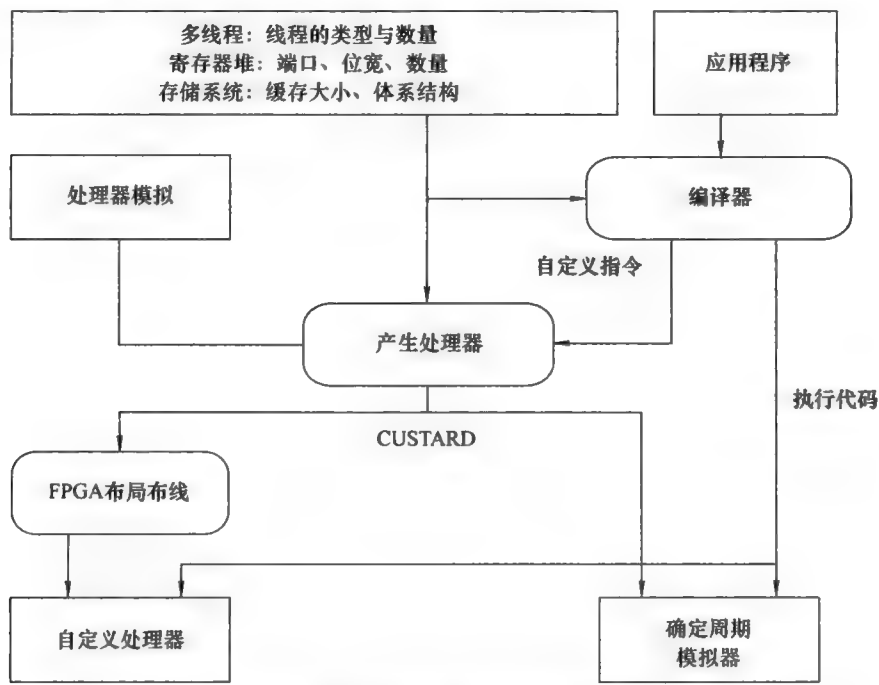 多线程：线程的类型与数量
寄存器堆：端口、位宽、数量
存储系统：缓存大小、体系结构
应用程序
处理器模拟
编译器
自定义指令
产生处理器
执行代码
CUSTARD
FPGA布局布线
自定义处理器
确定周期
模拟器